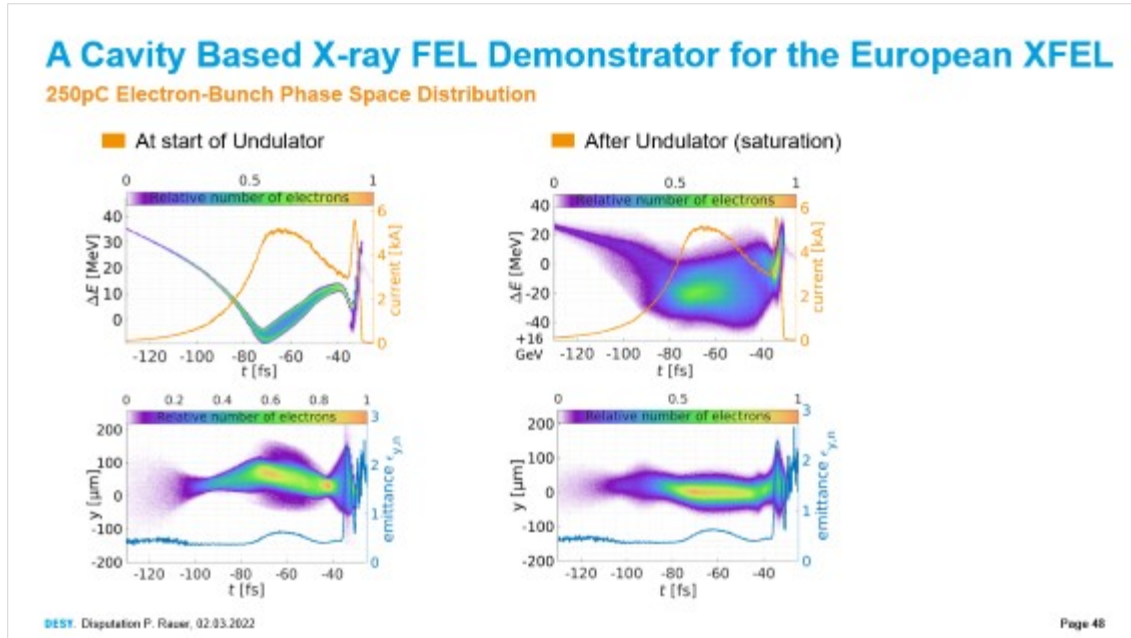 A Cavity Based X-ray FEL Demonstrator for the European XFEL
250pC Electron-Bunch Phase Space Distribution
At start of Undulator
0 0.5 1
Relative number of electrons
40
30
20
10
0
ΔE [MeV]
6
4
2
0
current [kA]
-120 -100 -80 -60 -40
t [fs]
After Undulator (saturation)
0 0.5 1
Relative number of electrons
40
20
0
-20
-40
+16
GeV
ΔE [MeV]
6
4
2
0
current [kA]
-120 -100 -80 -60 -40
t [fs]
0 0.2 0.4 0.6 0.8 1
Relative number of electrons
200
100
0
-100
-200
y [μm]
3
2
1
0
emittance ϵy,n
-120 -100 -80 -60 -40
t [fs]
0 0.5 1
Relative number of electrons
200
100
0
-100
-200
y [μm]
3
2
1
0
emittance ϵy,n
-120 -100 -80 -60 -40
t [fs]
DESY. Disputation P. Rauer, 02.03.2022
Page 48